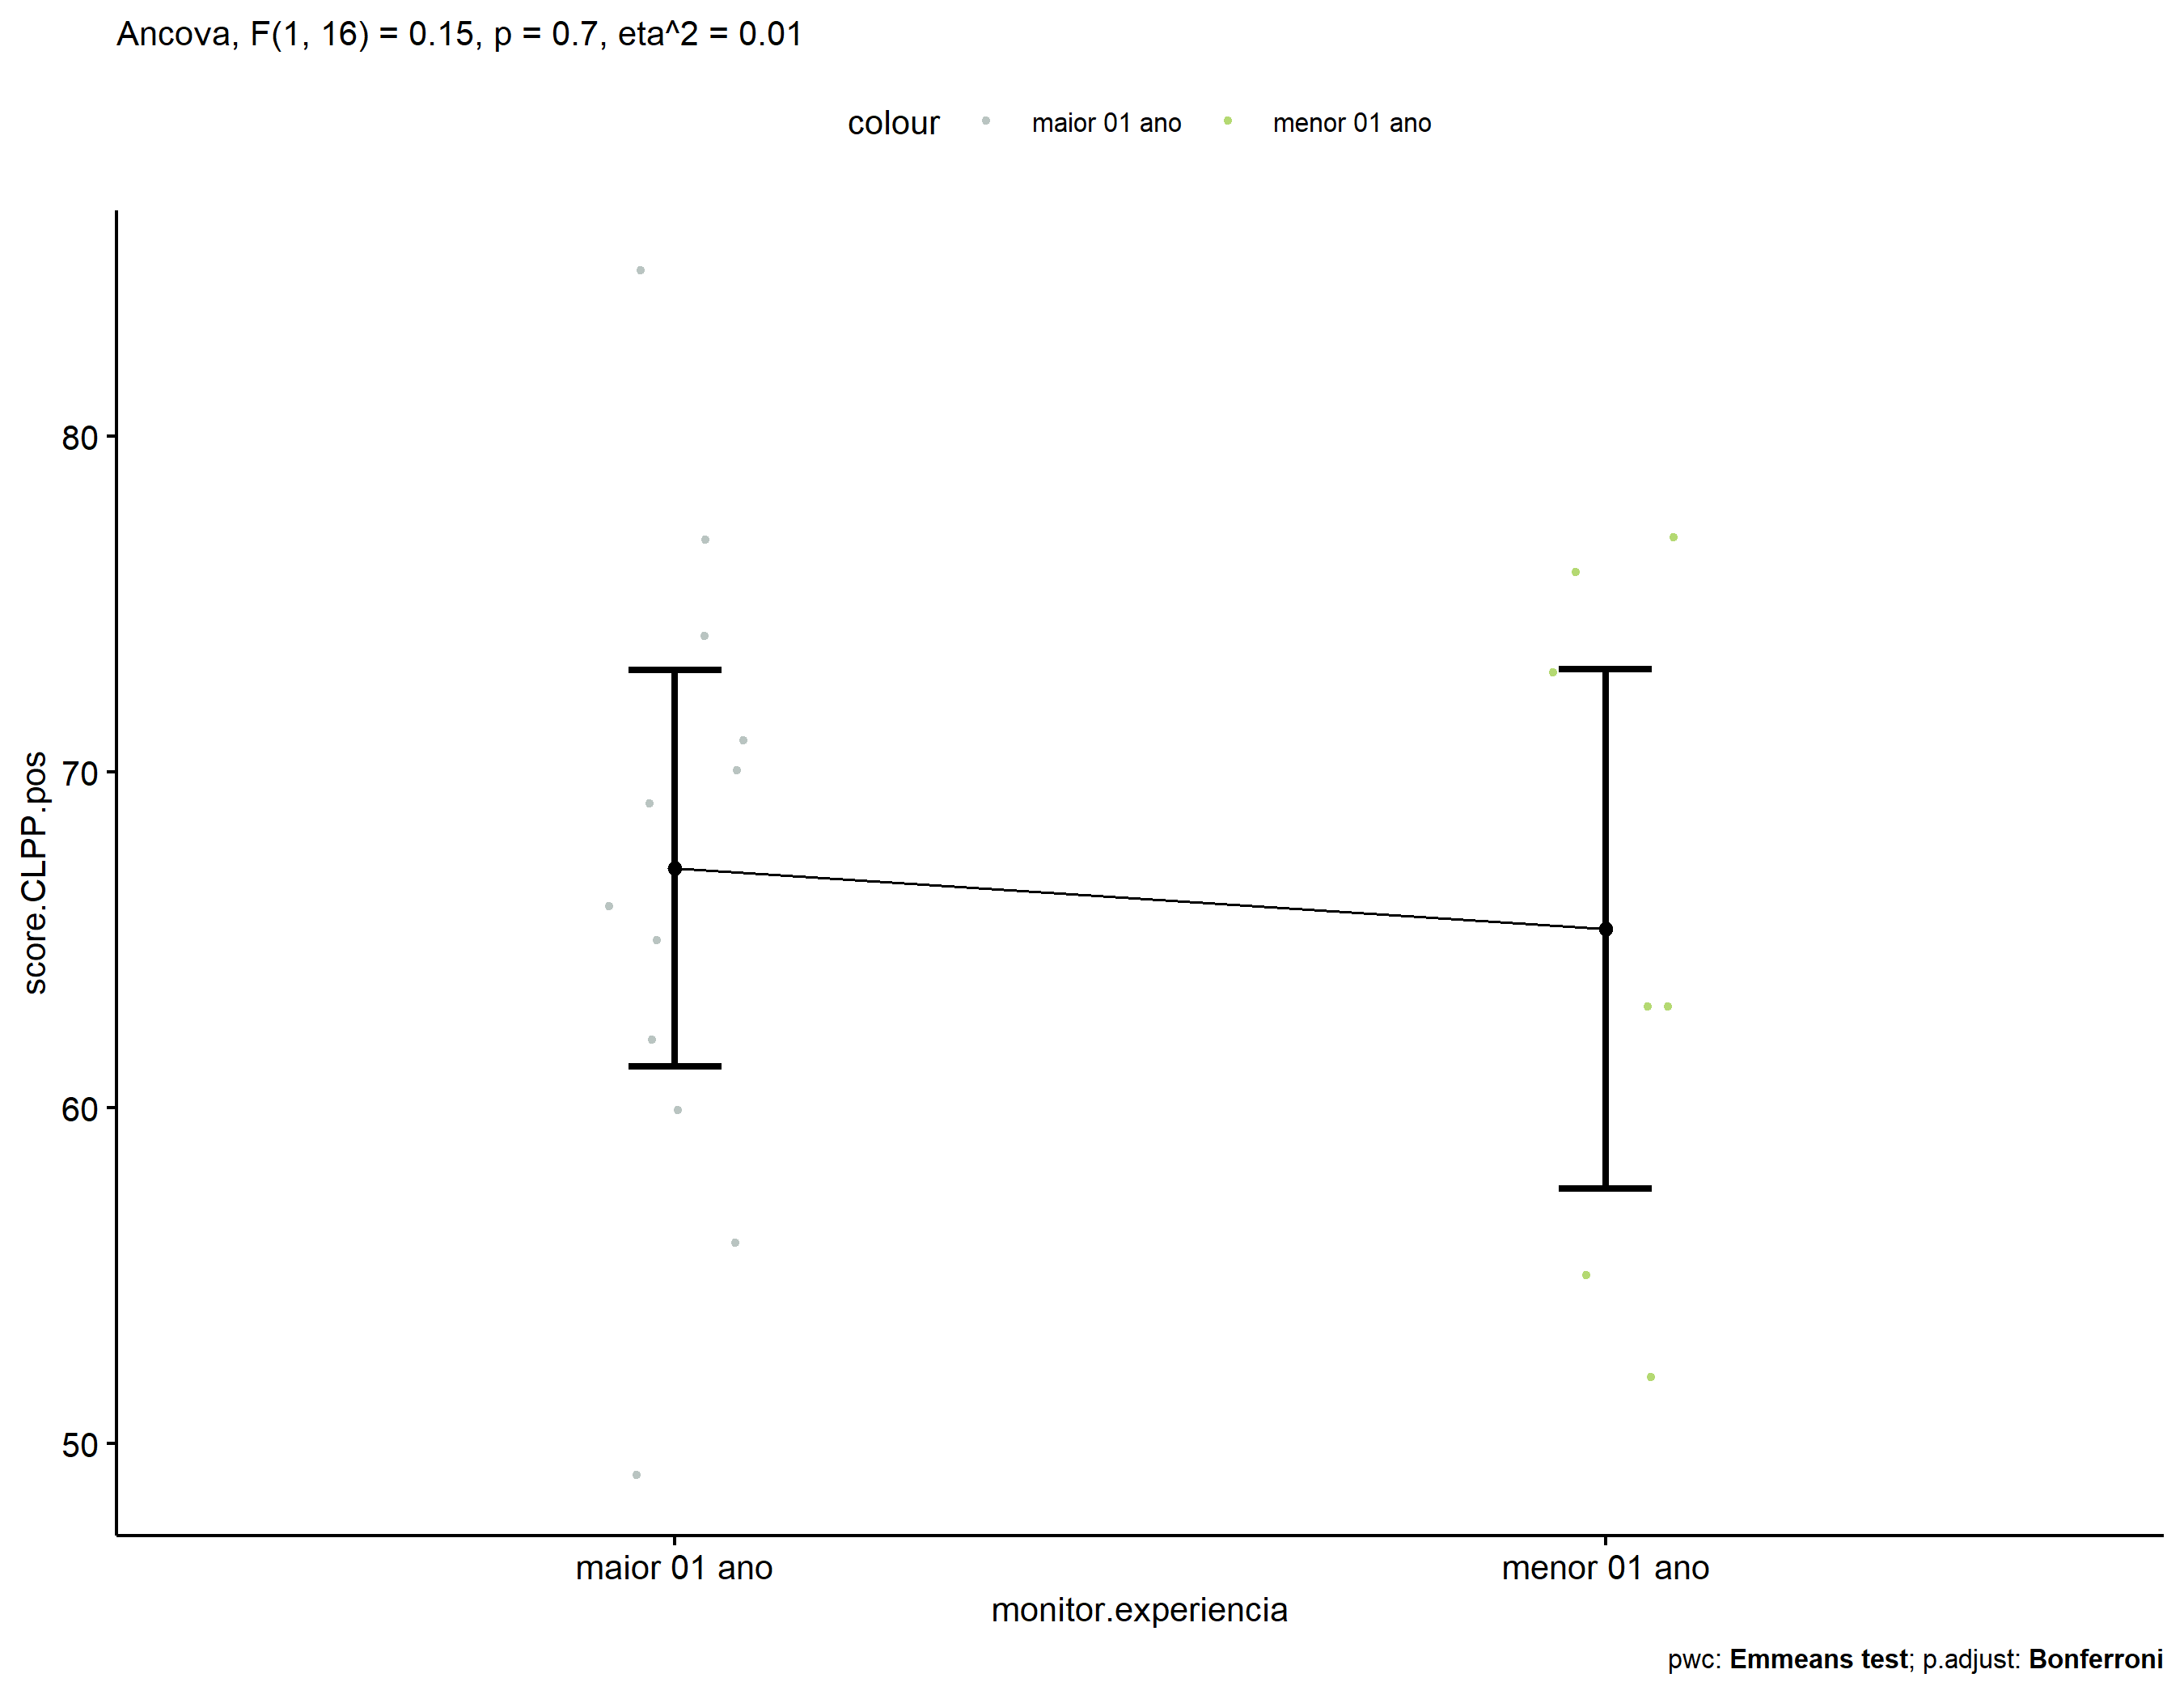 Ancova, F(1, 16) = 0.15, p = 0.7, eta^2 = 0.01
colour maior 01 ano menor 01 ano
score.CLPP.pos
80
70
60
50
maior 01 ano menor 01 ano
monitor.experiencia
pwc: Emmeans test; p.adjust: Bonferroni